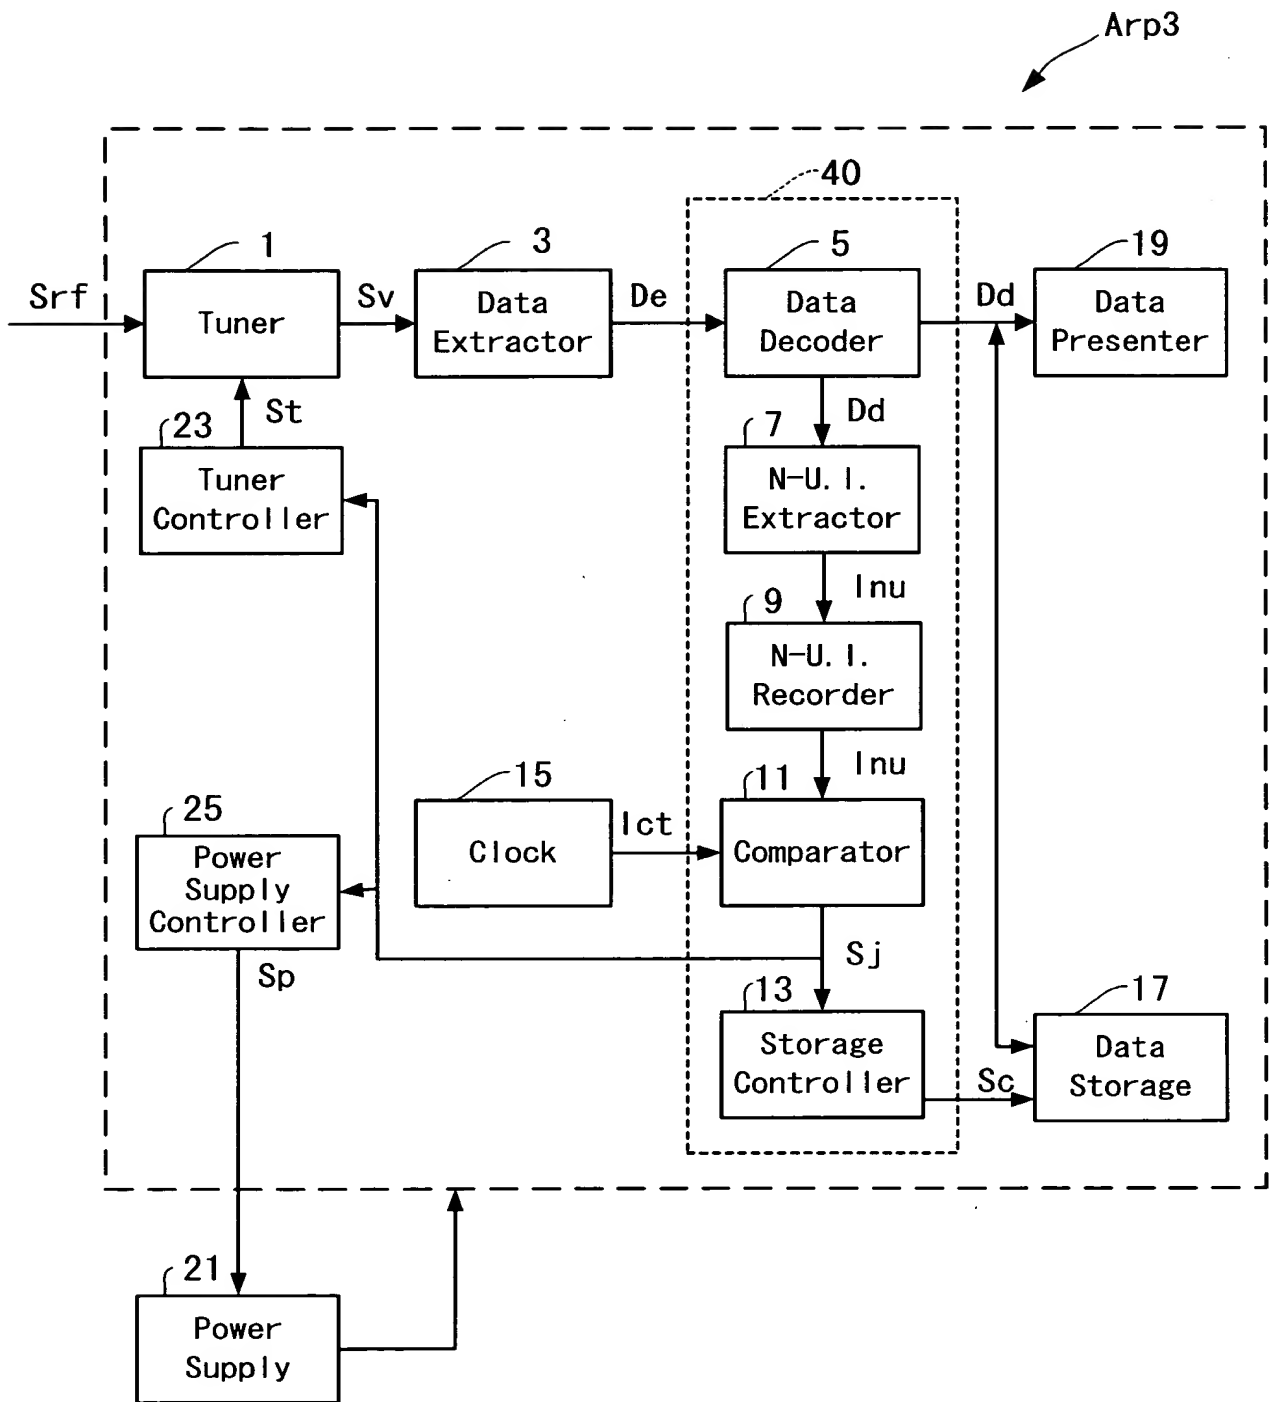 Arp3
40
1
3
5
19
Srf
Tuner
Sv
Data
Extractor
De
Data
Decoder
Dd
Data
Presenter
St
Dd
23
Tuner
Controller
7
N-U.I.
Extractor
Inu
9
N-U.I.
Recorder
Inu
15
11
25
Power
Supply
Controller
Clock
Ict
Comparator
Sp
Sj
13
17
Storage
Controller
Sc
Data
Storage
21
Power
Supply